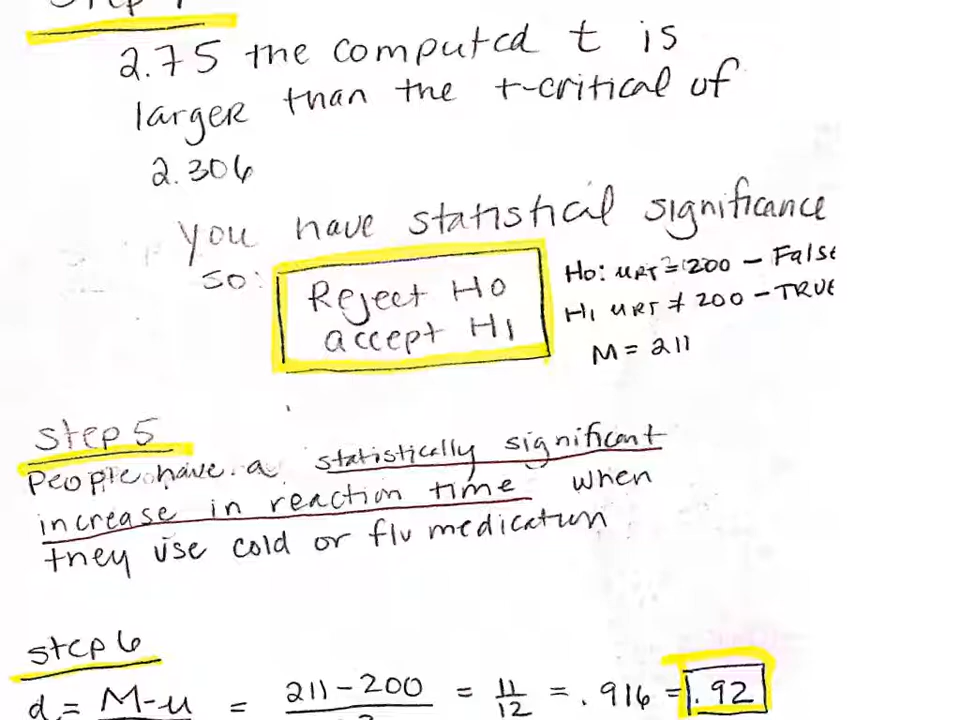 2.75 the computed t is
larger than the t-critical of
2.306
you have statistical significance
so:
Reject H0
accept H1
H0: μRT = 200 - False
H1 μRT ≠ 200 - TRUE
M = 211
Step 5
People have a statistically significant
increase in reaction time when
they use cold or flu medication
step 6
d = M-μ = 211-200 = 11/12 = .916 = .92